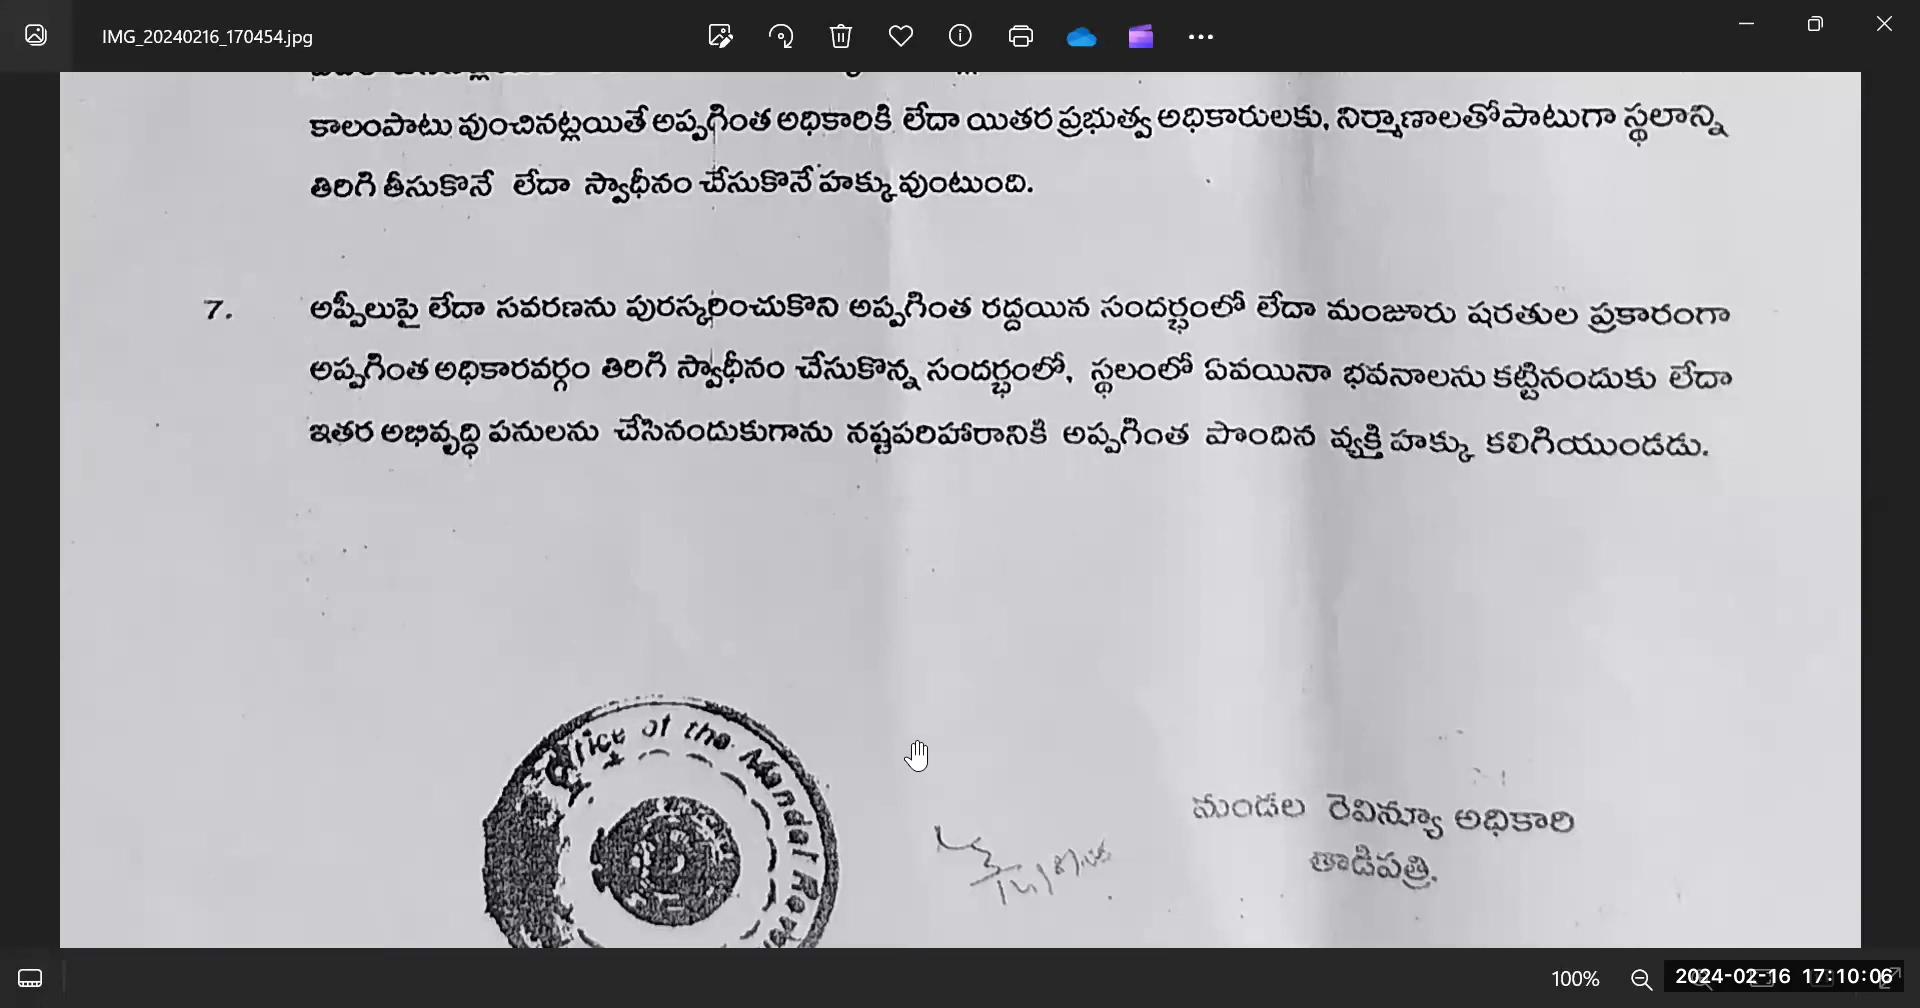 IMG_20240216_170454.jpg
కాలంపాటు వుంచినట్లయితే అప్పగింత అధికారికి లేదా యితర ప్రభుత్వ అధికారులకు, నిర్మాణాలతోపాటుగా స్థలాన్ని
తిరిగి తీసుకొనే లేదా స్వాధీనం చేసుకొనే హక్కు వుంటుంది.
7. అప్పీలుపై లేదా సవరణను పురస్కరించుకొని అప్పగింత రద్దయిన సందర్భంలో లేదా మంజూరు షరతుల ప్రకారంగా
అప్పగింత అధికారవర్గం తిరిగి స్వాధీనం చేసుకొన్న సందర్భంలో, స్థలంలో ఏవయినా భవనాలను కట్టినందుకు లేదా
ఇతర అభివృద్ధి పనులను చేసినందుకుగాను నష్టపరిహారానికి అప్పగింత పొందిన వ్యక్తి హక్కు కలిగియుండడు.
Office of the Mandal
మండల రెవిన్యూ అధికారి
తాడిపత్రి.
100%
2024-02-16 17:10:06